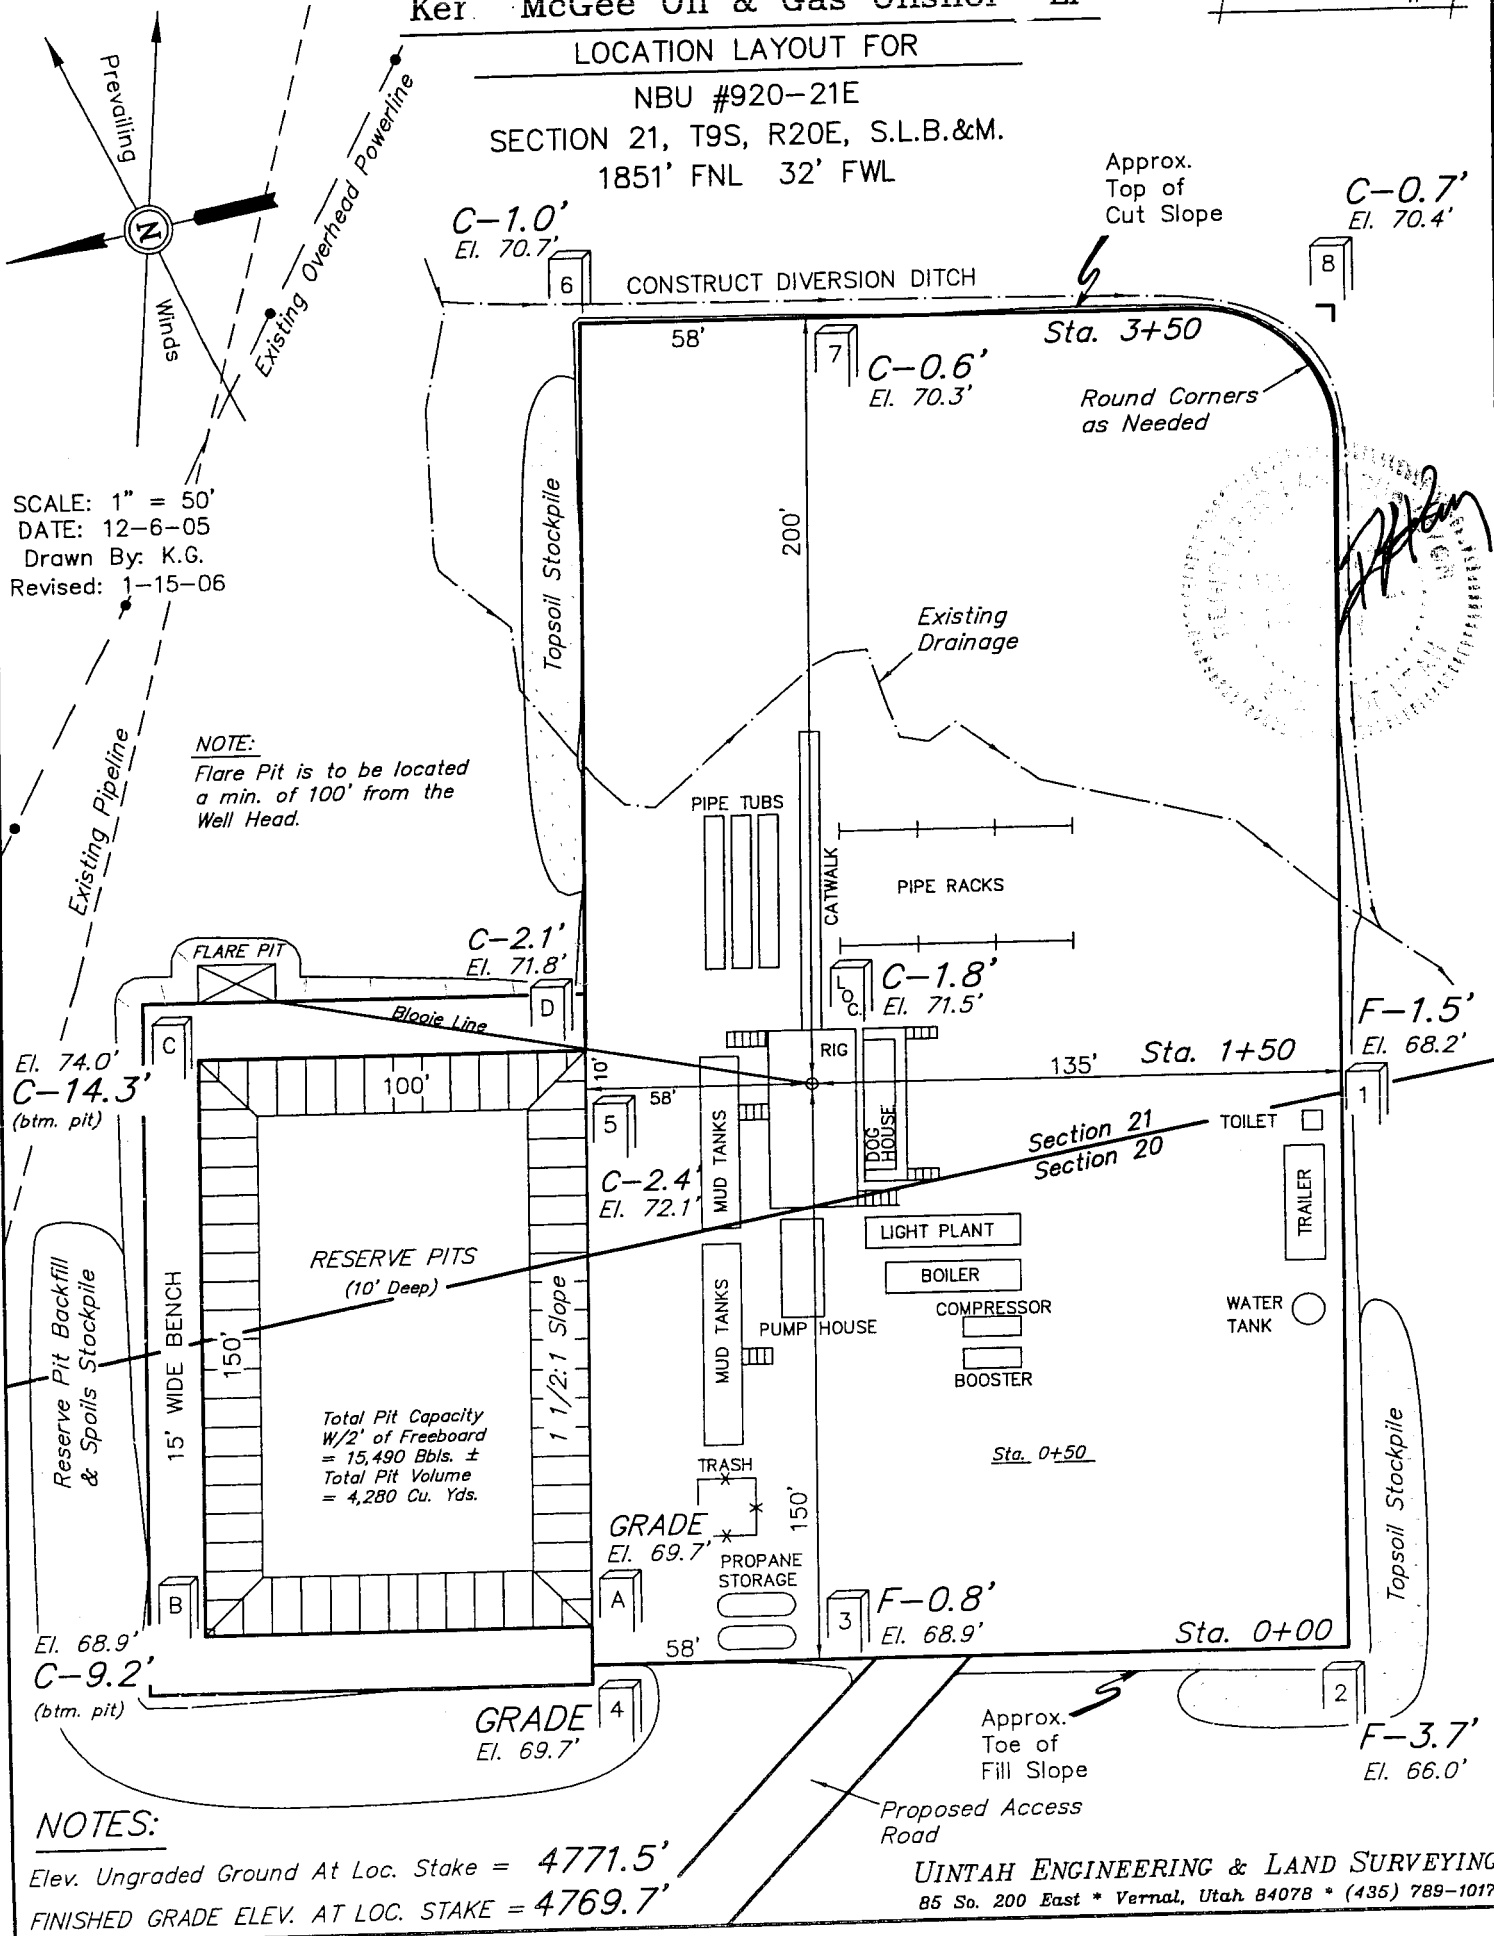 McGee Oil & Gas
LOCATION LAYOUT FOR
NBU #920-21E
SECTION 21, T9S, R20E, S.L.B.&M.
1851' FNL 32' FWL
Prevailing
Winds
N
Existing Overhead Powerline
Approx.
Top of
Cut Slope
C-0.7'
El. 70.4'
8
C-1.0'
El. 70.7'
6
CONSTRUCT DIVERSION DITCH
58'
7
C-0.6'
El. 70.3'
Sta. 3+50
Round Corners
as Needed
SCALE: 1" = 50'
DATE: 12-6-05
Drawn By: K.G.
Revised: 1-15-06
Topsoil Stockpile
200'
Existing
Drainage
Existing Pipeline
NOTE:
Flare Pit is to be located
a min. of 100' from the
Well Head.
PIPE TUBS
CATWALK
PIPE RACKS
FLARE PIT
C-2.1'
El. 71.8'
D
LOC.
C-1.8'
El. 71.5'
F-1.5'
El. 68.2'
1
Blooie Line
C
El. 74.0'
C-14.3'
(btm. pit)
100'
10'
58'
RIG
135'
Sta. 1+50
5
C-2.4'
El. 72.1'
MUD TANKS
DOG HOUSE
Section 21
Section 20
TOILET
TRAILER
LIGHT PLANT
BOILER
COMPRESSOR
BOOSTER
PUMP HOUSE
MUD TANKS
WATER
TANK
RESERVE PITS
(10' Deep)
Reserve Pit Backfill
& Spoils Stockpile
15' WIDE BENCH
150'
1 1/2:1 Slope
Total Pit Capacity
W/2' of Freeboard
= 15,490 Bbls. ±
Total Pit Volume
= 4,280 Cu. Yds.
Sta. 0+50
TRASH
150'
GRADE
El. 69.7'
PROPANE
STORAGE
Topsoil Stockpile
B
A
El. 68.9'
C-9.2'
(btm. pit)
58'
3
F-0.8'
El. 68.9'
Sta. 0+00
4
GRADE
El. 69.7'
2
F-3.7'
El. 66.0'
Approx.
Toe of
Fill Slope
Proposed Access
Road
NOTES:
Elev. Ungraded Ground At Loc. Stake = 4771.5'
FINISHED GRADE ELEV. AT LOC. STAKE = 4769.7'
UINTAH ENGINEERING & LAND SURVEYING
85 So. 200 East * Vernal, Utah 84078 * (435) 789-1017